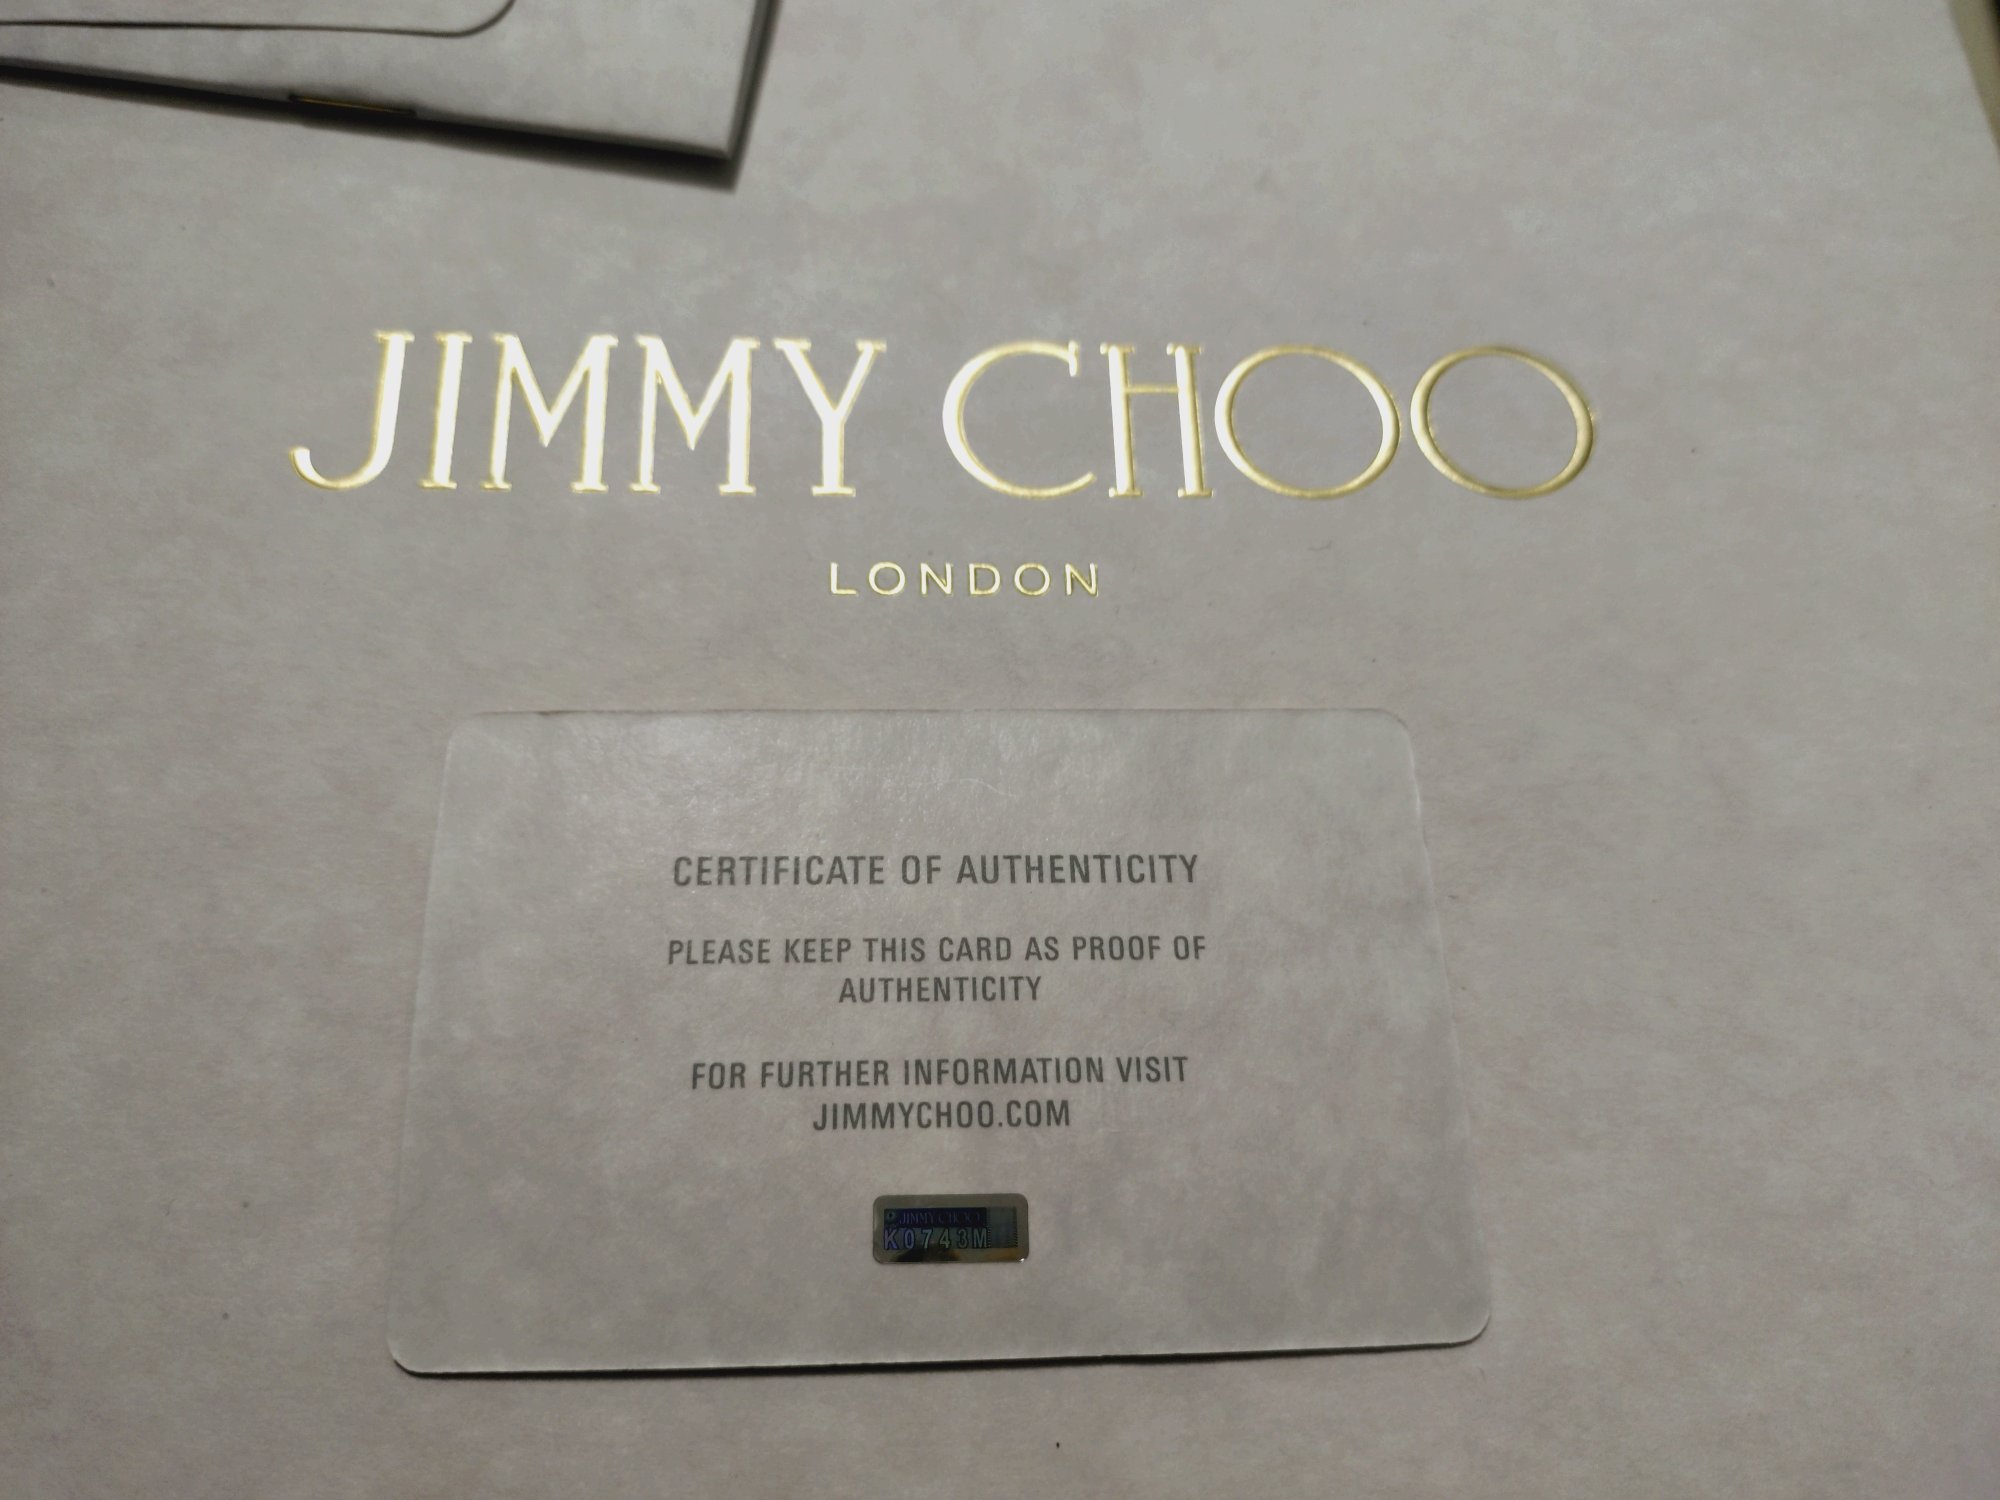 JIMMY CHOO
LONDON
CERTIFICATE OF AUTHENTICITY
PLEASE KEEP THIS CARD AS PROOF OF
AUTHENTICITY
FOR FURTHER INFORMATION VISIT
JIMMYCHOO.COM
JIMMY CHOO
K0743M